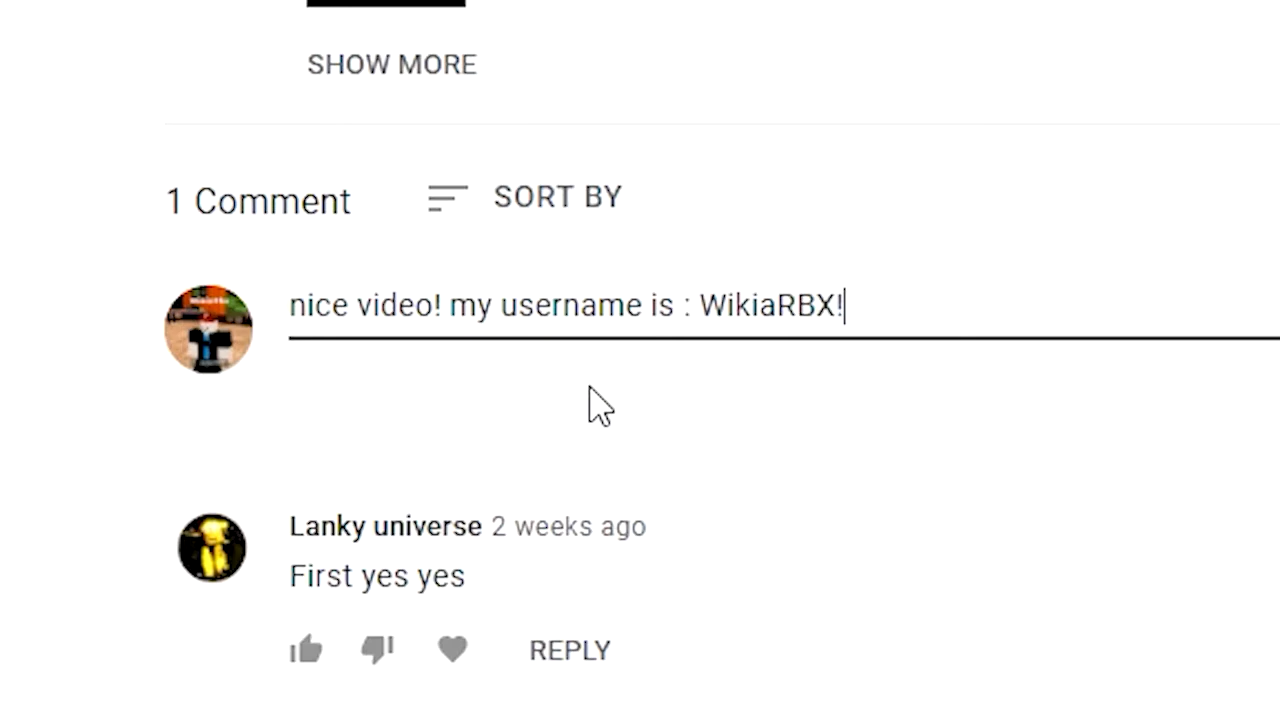 SHOW MORE
1 Comment
SORT BY
nice video! my username is : WikiaRBX!
Lanky universe 2 weeks ago
First yes yes
REPLY